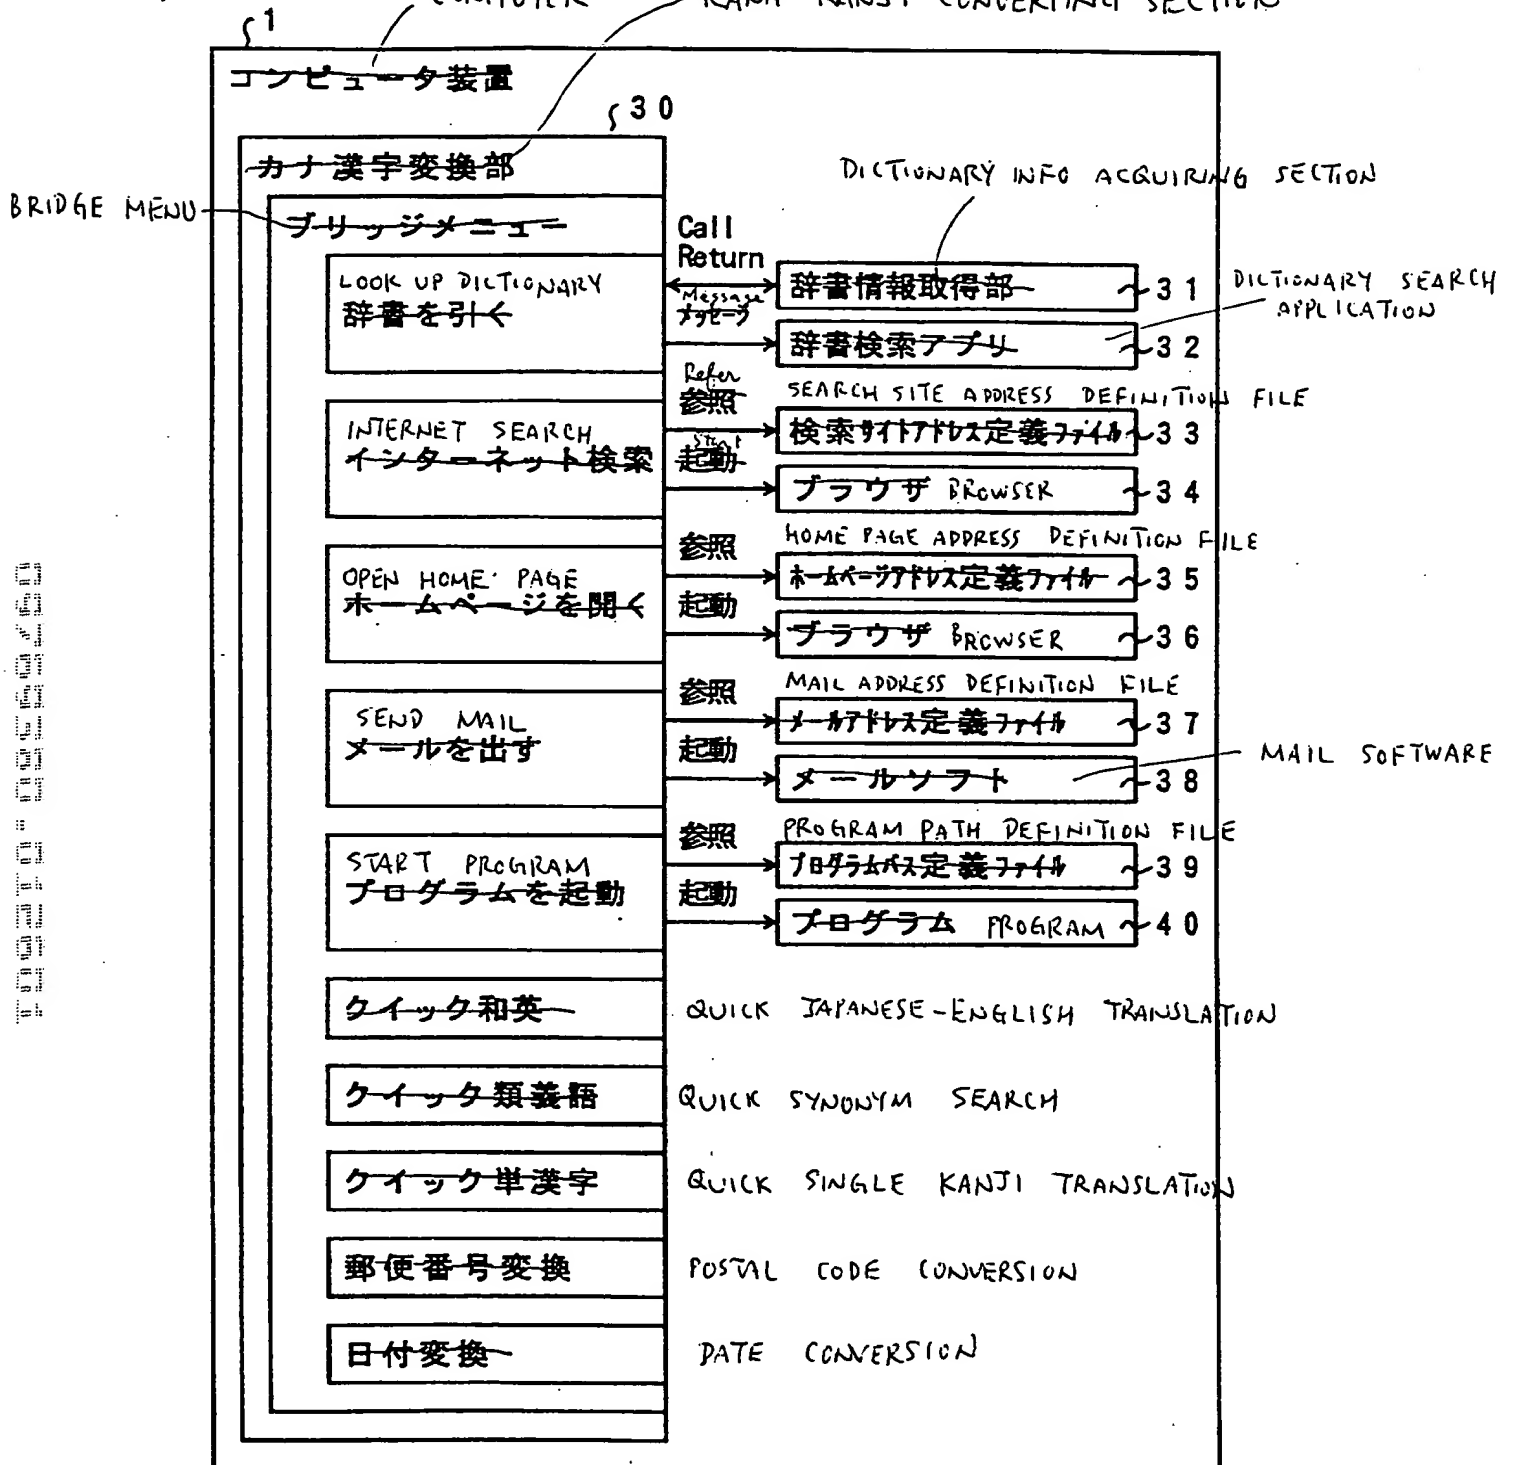 COMPUTER
KANA KANJI CONVERTING SECTION
1
コンピュータ装置
30
カナ漢字変換部
DICTIONARY INFO ACQUIRING SECTION
BRIDGE MENU
ブリッジメニュー
Call
Return
LOOK UP DICTIONARY
辞書を引く
辞書情報取得部 ~31
Message
メッセージ
DICTIONARY SEARCH
APPLICATION
辞書検索アプリ ~32
Refer
参照
SEARCH SITE ADDRESS DEFINITION FILE
INTERNET SEARCH
インターネット検索
検索サイトアドレス定義ファイル ~33
Start
起動
ブラウザ BROWSER ~34
参照
HOME PAGE ADDRESS DEFINITION FILE
OPEN HOME PAGE
ホームページを開く
ホームページアドレス定義ファイル ~35
起動
ブラウザ BROWSER ~36
参照
MAIL ADDRESS DEFINITION FILE
SEND MAIL
メールを出す
メールアドレス定義ファイル ~37
起動
メールソフト ~38
MAIL SOFTWARE
参照
PROGRAM PATH DEFINITION FILE
START PROGRAM
プログラムを起動
プログラムパス定義ファイル ~39
起動
プログラム PROGRAM ~40
クイック和英
QUICK JAPANESE-ENGLISH TRANSLATION
クイック類義語
QUICK SYNONYM SEARCH
クイック単漢字
QUICK SINGLE KANJI TRANSLATION
郵便番号変換
POSTAL CODE CONVERSION
日付変換
DATE CONVERSION